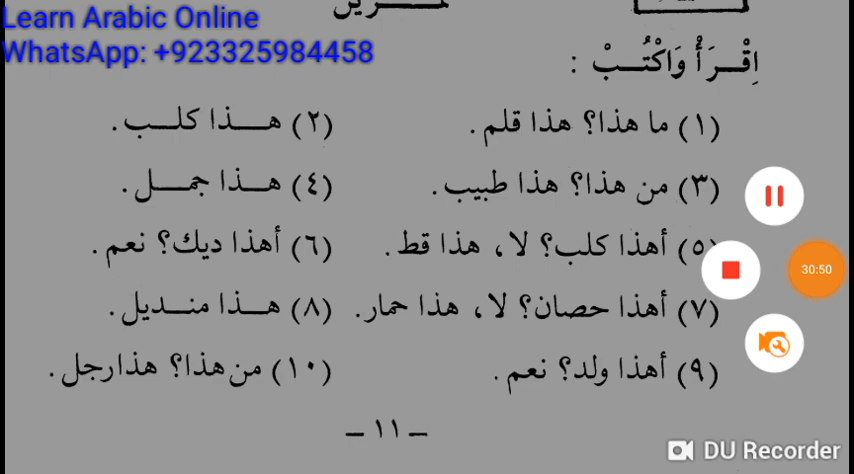 Learn Arabic Online
WhatsApp: +923325984458
اِقْـرَأْ وَاكْتُـبْ :
(١) ما هذا؟ هذا قلم .
(٢) هـذا كلـب .
(٣) من هذا؟ هذا طبيب .
(٤) هـذا جمـل .
(٥) أهذا كلب؟ لا، هذا قط .
(٦) أهذا ديك؟ نعم .
(٧) أهذا حصان؟ لا، هذا حمار .
(٨) هـذا منـديل .
(٩) أهذا ولد؟ نعم .
(١٠) من هذا؟ هذا رجل .
– ١١ –
30:50
DU Recorder